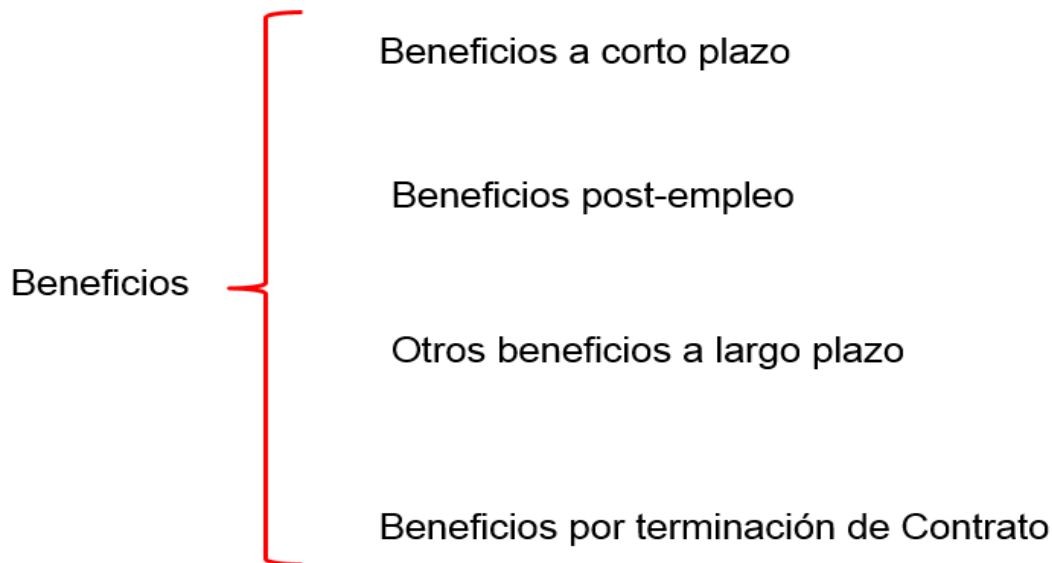 Beneficios a corto plazo
Beneficios post-empleo
Beneficios
Otros beneficios a largo plazo
Beneficios por terminación de Contrato